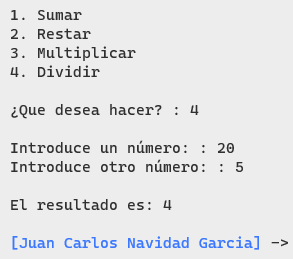 1. Sumar
2. Restar
3. Multiplicar
4. Dividir
¿Que desea hacer? : 4
Introduce un número: : 20
Introduce otro número: : 5
El resultado es: 4
[Juan Carlos Navidad Garcia] ->